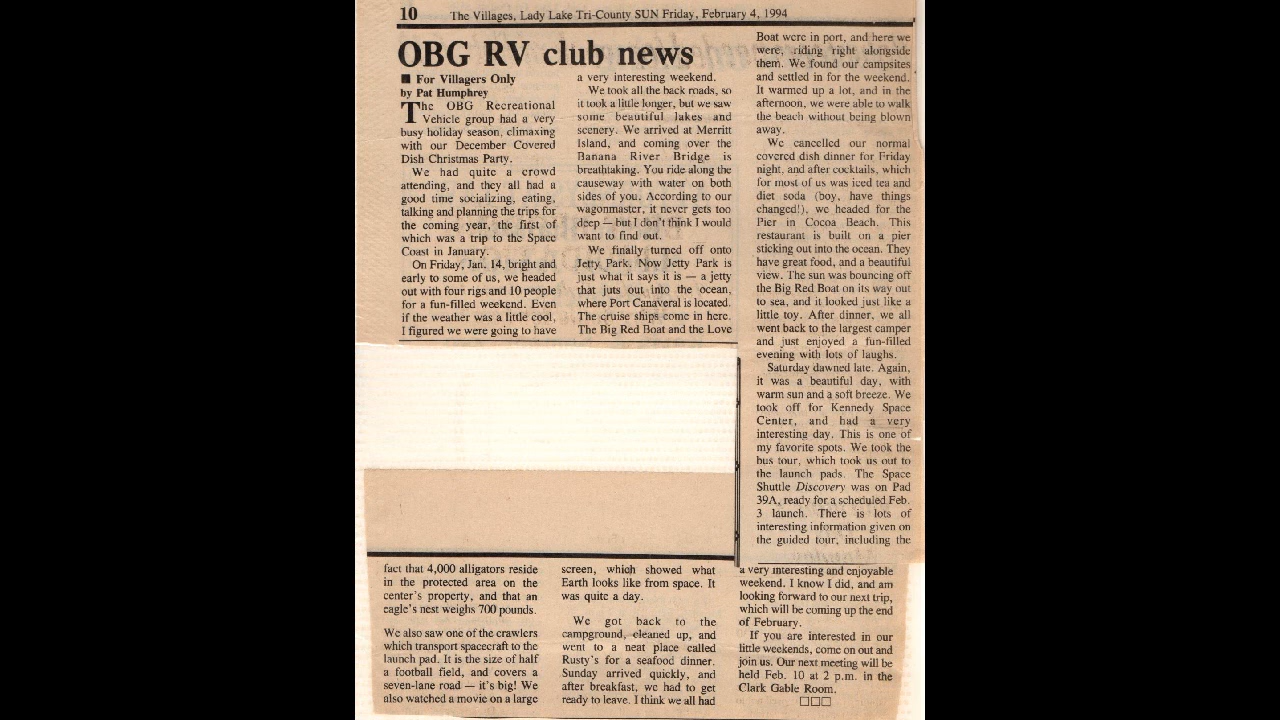 10 The Villages, Lady Lake Tri-County SUN Friday, February 4, 1994
OBG RV club news
■ For Villagers Only
by Pat Humphrey
The OBG Recreational
Vehicle group had a very
busy holiday season, climaxing
with our December Covered
Dish Christmas Party.
We had quite a crowd
attending, and they all had a
good time socializing, eating,
talking and planning the trips for
the coming year, the first of
which was a trip to the Space
Coast in January.
On Friday, Jan. 14, bright and
early to some of us, we headed
out with four rigs and 10 people
for a fun-filled weekend. Even
if the weather was a little cool,
I figured we were going to have
a very interesting weekend.
We took all the back roads, so
it took a little longer, but we saw
some beautiful lakes and
scenery. We arrived at Merritt
Island, and coming over the
Banana River Bridge is
breathtaking. You ride along the
causeway with water on both
sides of you. According to our
wagonmaster, it never gets too
deep — but I don't think I would
want to find out.
We finally turned off onto
Jetty Park. Now Jetty Park is
just what it says it is — a jetty
that juts out into the ocean,
where Port Canaveral is located.
The cruise ships come in here.
The Big Red Boat and the Love
Boat were in port, and here we
were, riding right alongside
them. We found our campsites
and settled in for the weekend.
It warmed up a lot, and in the
afternoon, we were able to walk
the beach without being blown
away.
We cancelled our normal
covered dish dinner for Friday
night, and after cocktails, which
for most of us was iced tea and
diet soda (boy, have things
changed!), we headed for the
Pier in Cocoa Beach. This
restaurant is built on a pier
sticking out into the ocean. They
have great food, and a beautiful
view. The sun was bouncing off
the Big Red Boat on its way out
to sea, and it looked just like a
little toy. After dinner, we all
went back to the largest camper
and just enjoyed a fun-filled
evening with lots of laughs.
Saturday dawned late. Again,
it was a beautiful day, with
warm sun and a soft breeze. We
took off for Kennedy Space
Center, and had a very
interesting day. This is one of
my favorite spots. We took the
bus tour, which took us out to
the launch pads. The Space
Shuttle Discovery was on Pad
39A, ready for a scheduled Feb.
3 launch. There is lots of
interesting information given on
the guided tour, including the
fact that 4,000 alligators reside
in the protected area on the
center's property, and that an
eagle's nest weighs 700 pounds.
We also saw one of the crawlers
which transport spacecraft to the
launch pad. It is the size of half
a football field, and covers a
seven-lane road — it's big! We
also watched a movie on a large
screen, which showed what
Earth looks like from space. It
was quite a day.
We got back to the
campground, cleaned up, and
went to a neat place called
Rusty's for a seafood dinner.
Sunday arrived quickly, and
after breakfast, we had to get
ready to leave. I think we all had
a very interesting and enjoyable
weekend. I know I did, and am
looking forward to our next trip,
which will be coming up the end
of February.
If you are interested in our
little weekends, come on out and
join us. Our next meeting will be
held Feb. 10 at 2 p.m. in the
Clark Gable Room.
□□□